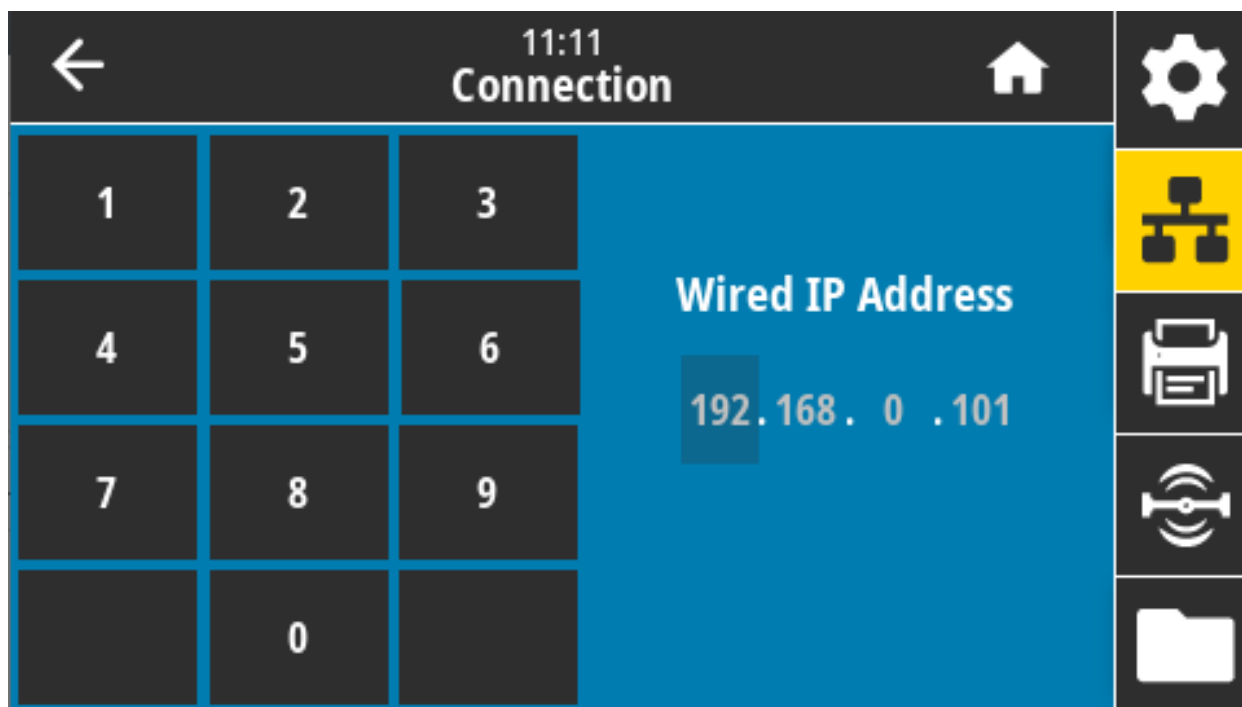 11:11
Connection
1 2 3
4 5 6
7 8 9
0
Wired IP Address
192.168. 0 .101